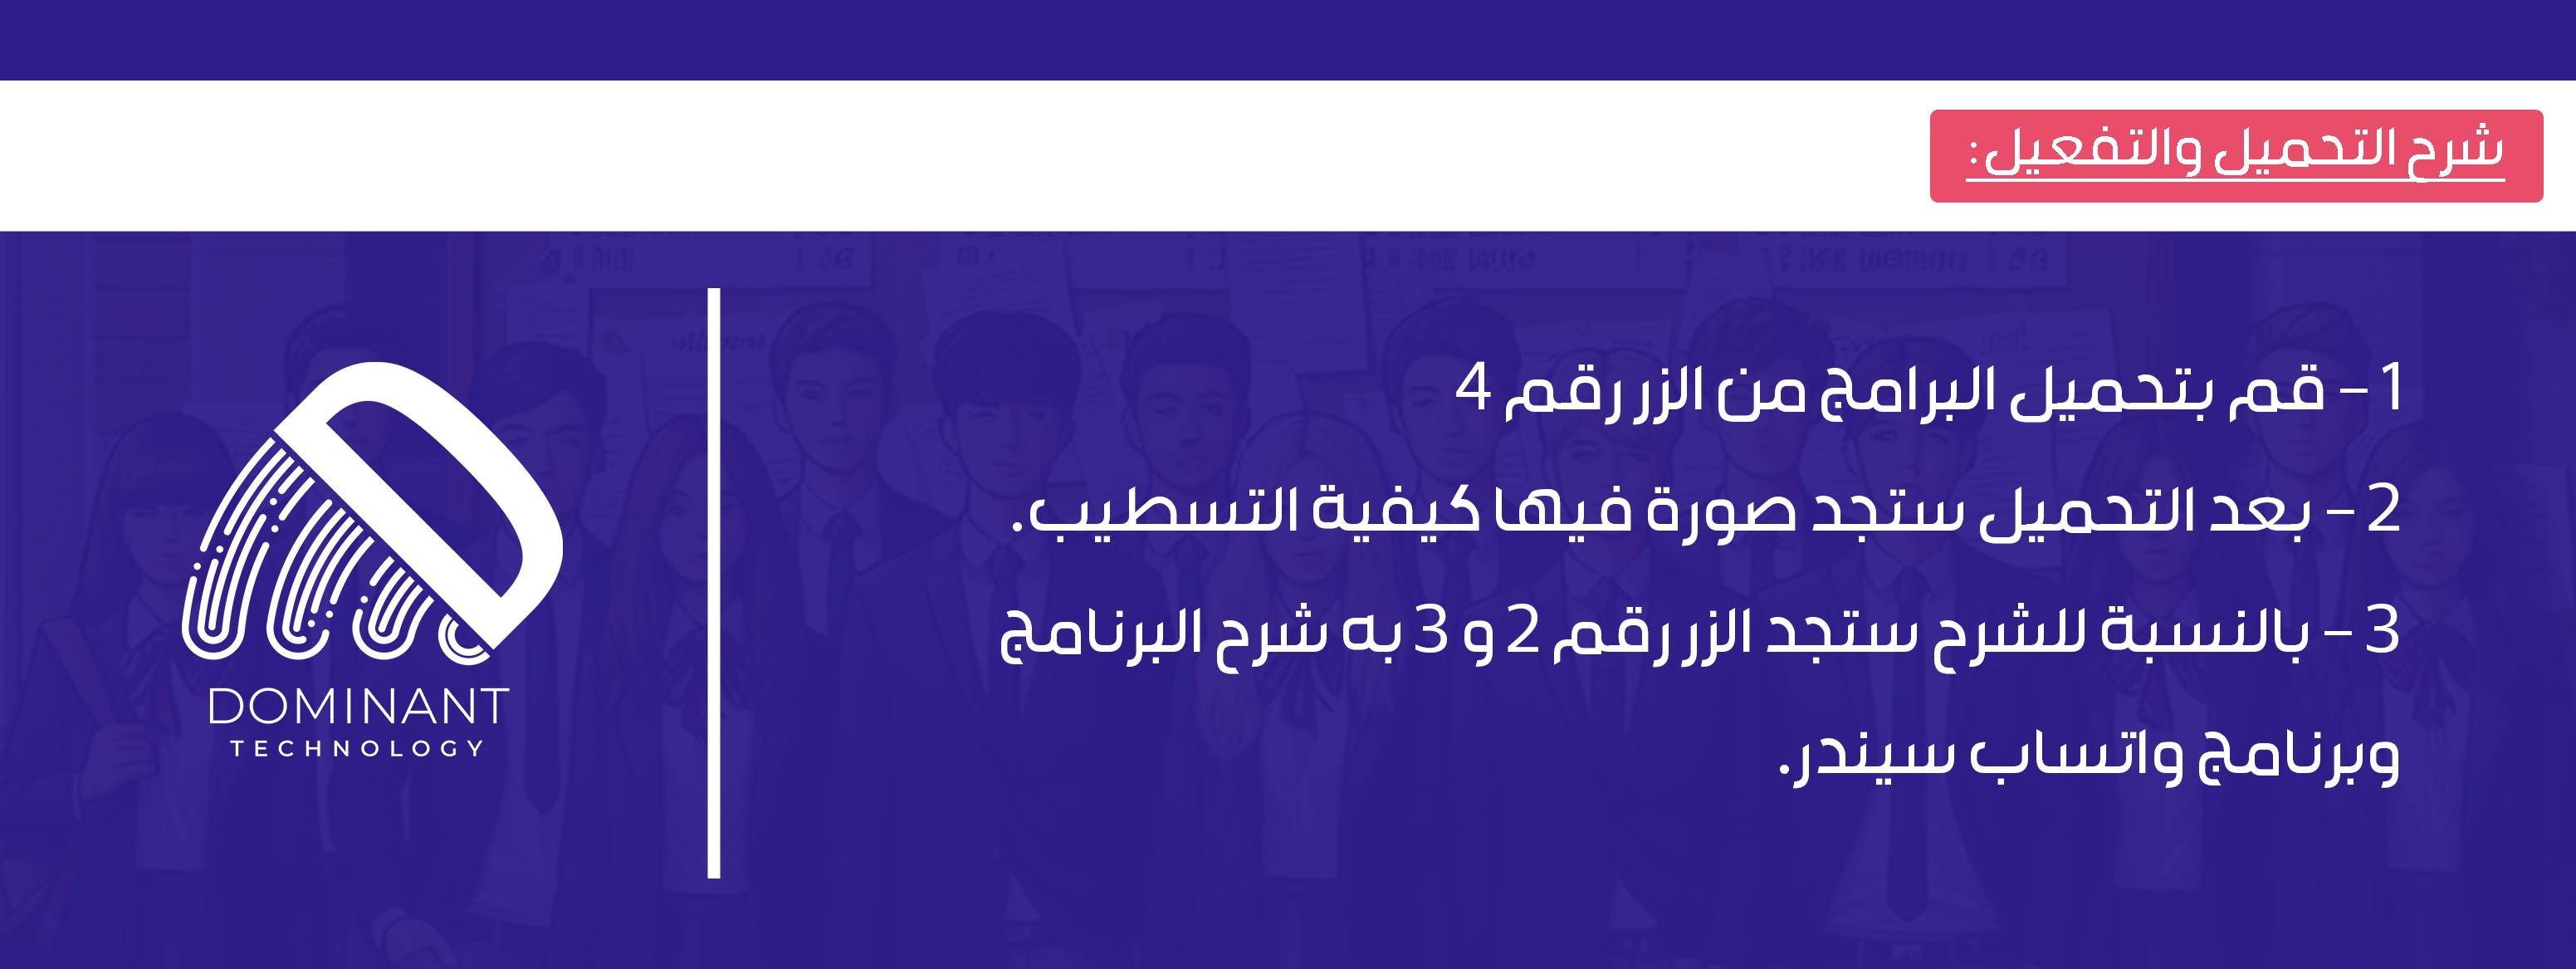 شرح التحميل والتفعيل:
1 - قم بتحميل البرامج من الزر رقم 4
2 - بعد التحميل ستجد صورة فيها كيفية التسطيب.
3 - بالنسبة للشرح ستجد الزر رقم 2 و 3 به شرح البرنامج
وبرنامج واتساب سيندر.
DOMINANT
TECHNOLOGY